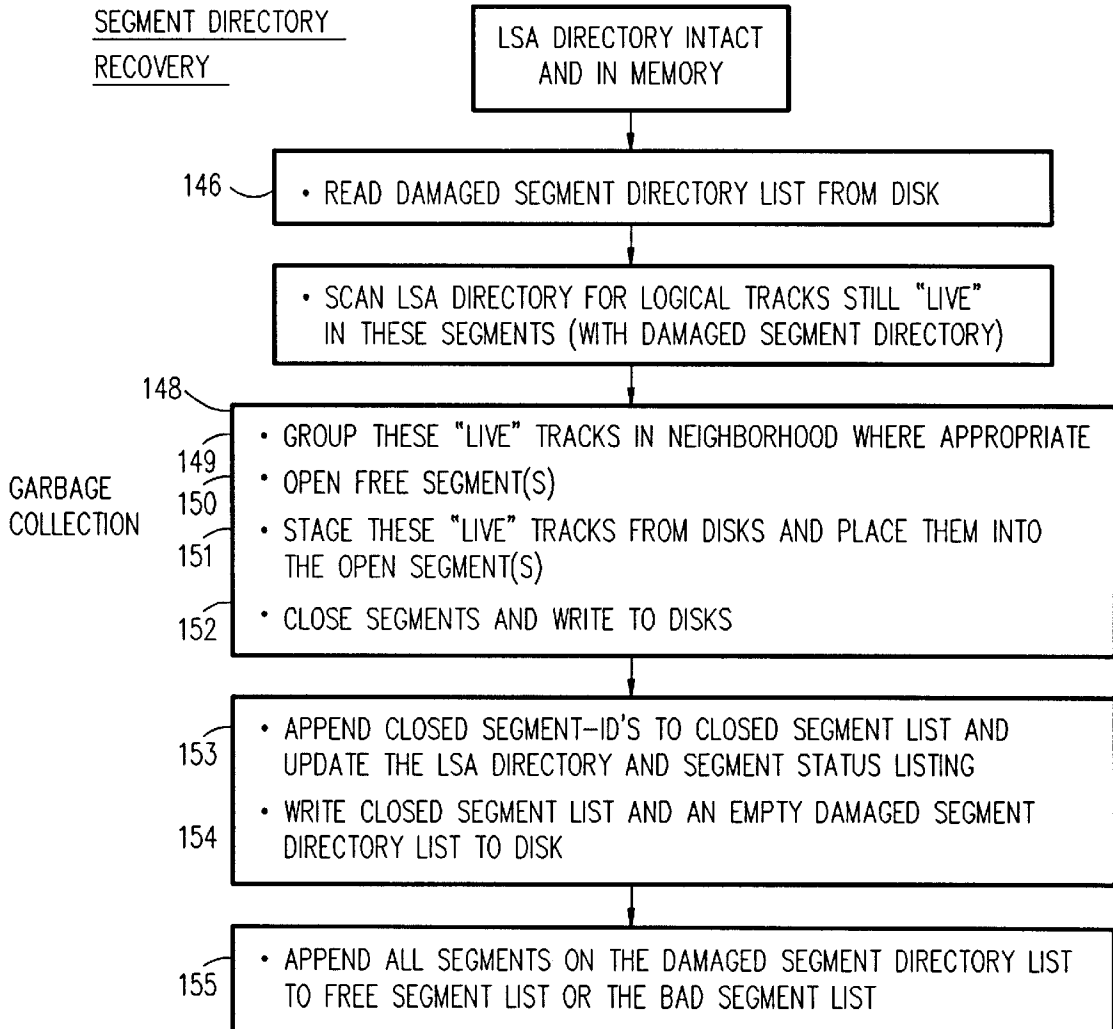 SEGMENT DIRECTORY
RECOVERY
LSA DIRECTORY INTACT
AND IN MEMORY
146
• READ DAMAGED SEGMENT DIRECTORY LIST FROM DISK
• SCAN LSA DIRECTORY FOR LOGICAL TRACKS STILL "LIVE"
IN THESE SEGMENTS (WITH DAMAGED SEGMENT DIRECTORY)
148
GARBAGE
COLLECTION
149
• GROUP THESE "LIVE" TRACKS IN NEIGHBORHOOD WHERE APPROPRIATE
150
• OPEN FREE SEGMENT(S)
151
• STAGE THESE "LIVE" TRACKS FROM DISKS AND PLACE THEM INTO
THE OPEN SEGMENT(S)
152
• CLOSE SEGMENTS AND WRITE TO DISKS
153
• APPEND CLOSED SEGMENT-ID'S TO CLOSED SEGMENT LIST AND
UPDATE THE LSA DIRECTORY AND SEGMENT STATUS LISTING
154
• WRITE CLOSED SEGMENT LIST AND AN EMPTY DAMAGED SEGMENT
DIRECTORY LIST TO DISK
155
• APPEND ALL SEGMENTS ON THE DAMAGED SEGMENT DIRECTORY LIST
TO FREE SEGMENT LIST OR THE BAD SEGMENT LIST